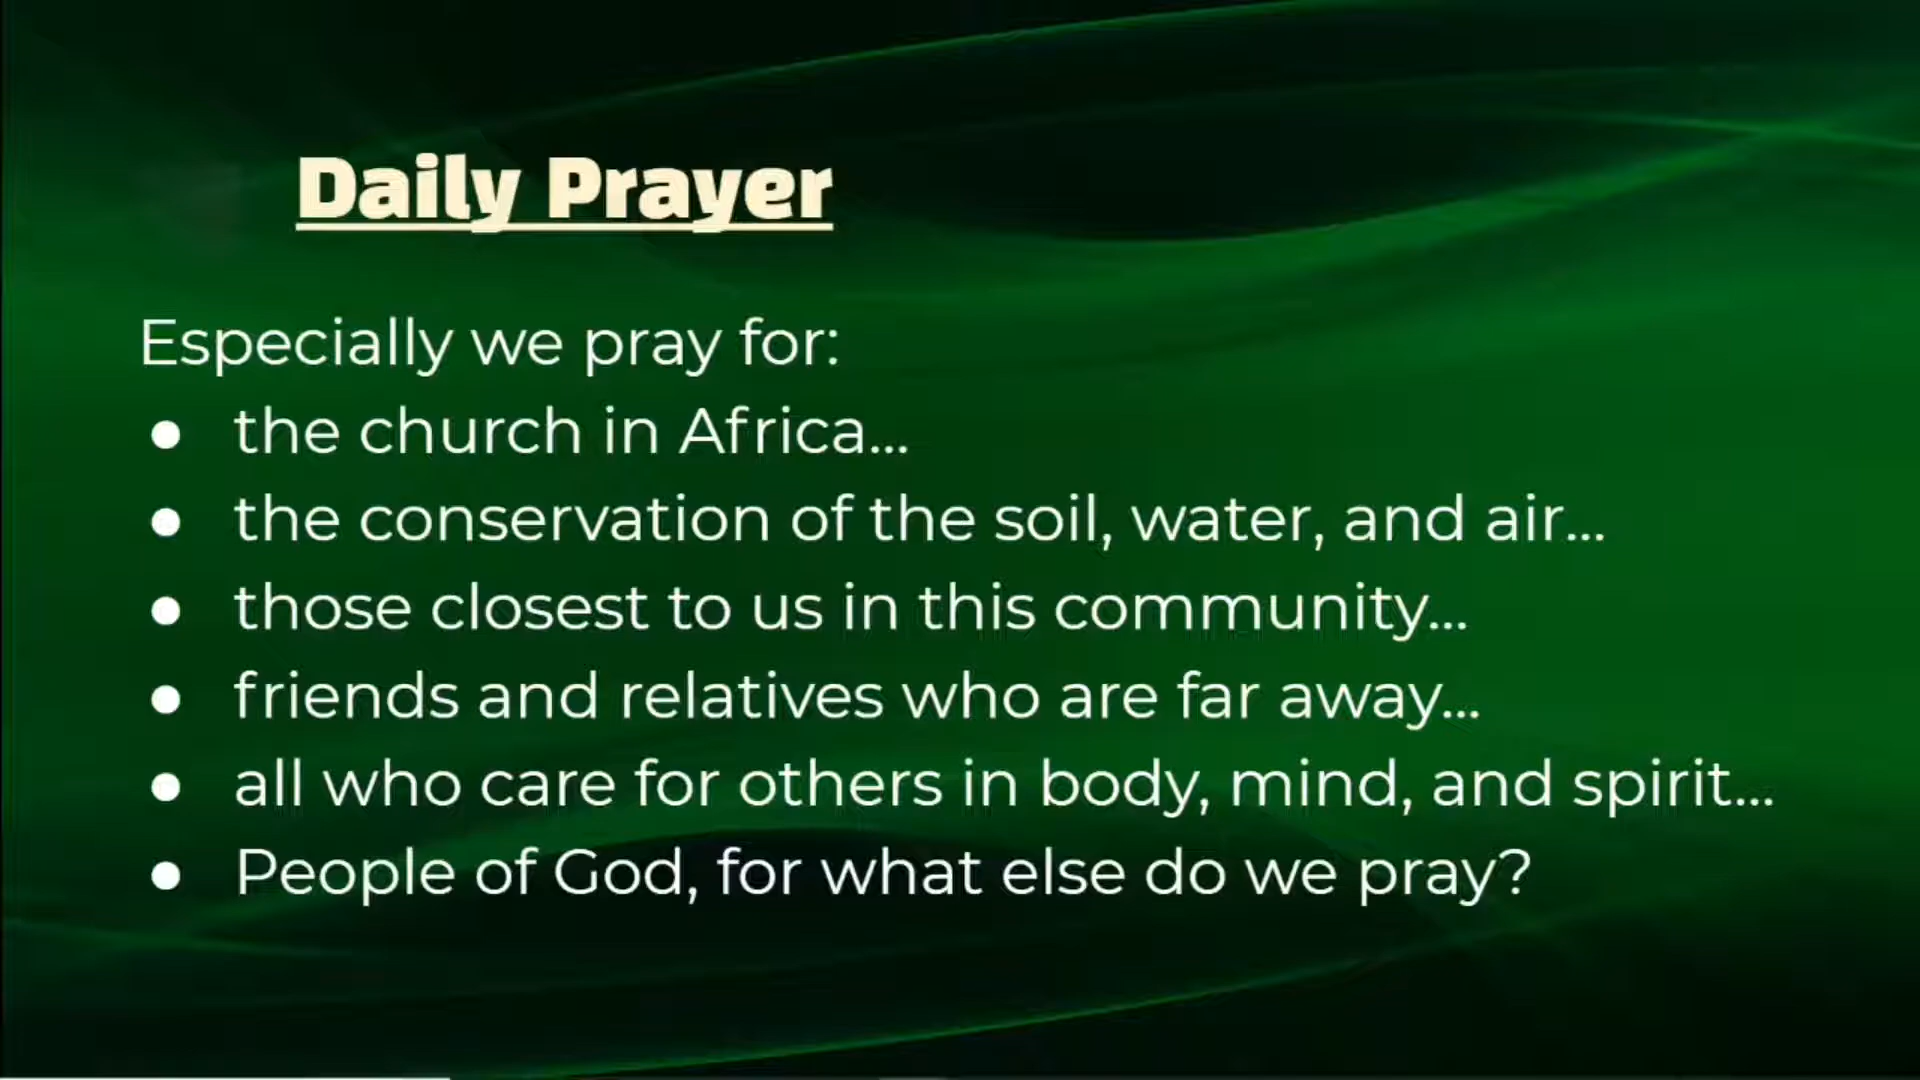 Daily Prayer
Especially we pray for:
● the church in Africa...
● the conservation of the soil, water, and air...
● those closest to us in this community...
● friends and relatives who are far away...
● all who care for others in body, mind, and spirit...
● People of God, for what else do we pray?